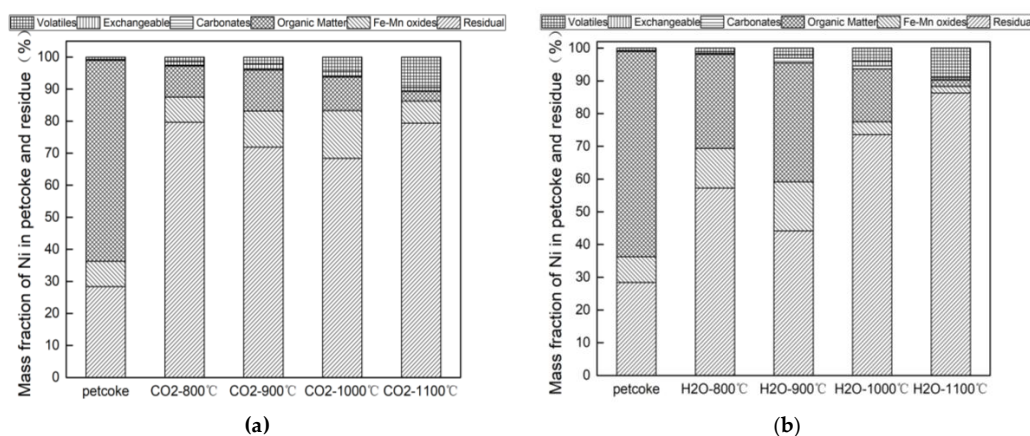 Volatiles Exchangeable Carbonates Organic Matter Fe-Mn oxides Residual
Mass fraction of Ni in petcoke and residue (%)
100
90
80
70
60
50
40
30
20
10
0
petcoke CO2-800℃ CO2-900℃ CO2-1000℃ CO2-1100℃
(a)
Volatiles Exchangeable Carbonates Organic Matter Fe-Mn oxides Residual
Mass fraction of Ni in petcoke and residue (%)
100
90
80
70
60
50
40
30
20
10
0
petcoke H2O-800℃ H2O-900℃ H2O-1000℃ H2O-1100℃
(b)